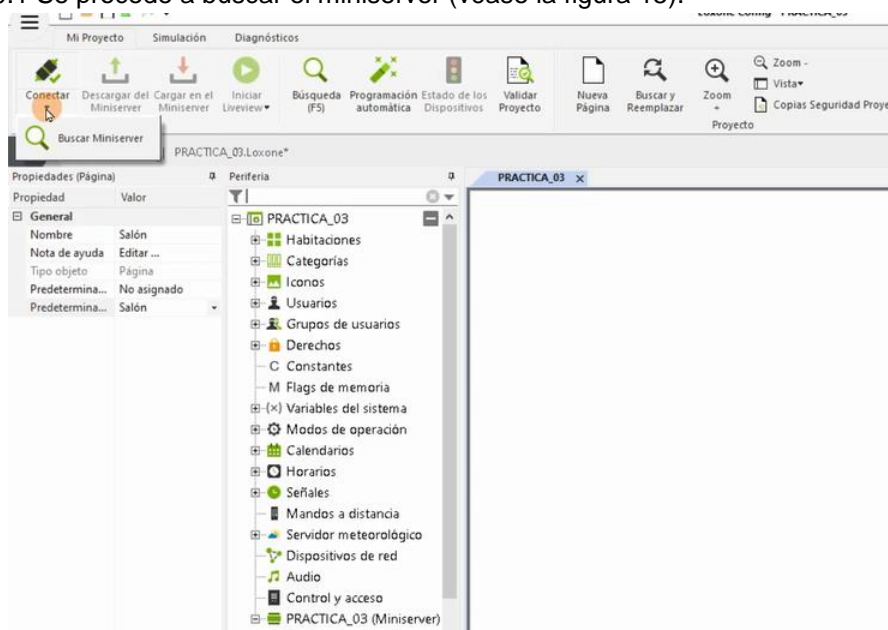 Se procede a buscar el miniserver (véase la figura
Loxone Config - PRACTICA_03
Mi Proyecto Simulación Diagnósticos
Conectar
Descargar del Miniserver
Cargar en el Miniserver
Iniciar Liveview
Búsqueda (F5)
Programación automática
Estado de los Dispositivos
Validar Proyecto
Nueva Página
Buscar y Reemplazar
Zoom +
Zoom -
Vista
Copias Seguridad Proye
Proyecto
Buscar Miniserver
PRACTICA_03.Loxone*
Propiedades (Página)
Propiedad Valor
General
Nombre Salón
Nota de ayuda Editar ...
Tipo objeto Página
Predetermina... No asignado
Predetermina... Salón
Periferia
PRACTICA_03
Habitaciones
Categorías
Iconos
Usuarios
Grupos de usuarios
Derechos
C Constantes
M Flags de memoria
(×) Variables del sistema
Modos de operación
Calendarios
Horarios
Señales
Mandos a distancia
Servidor meteorológico
Dispositivos de red
Audio
Control y acceso
PRACTICA_03 (Miniserver)
PRACTICA_03 x